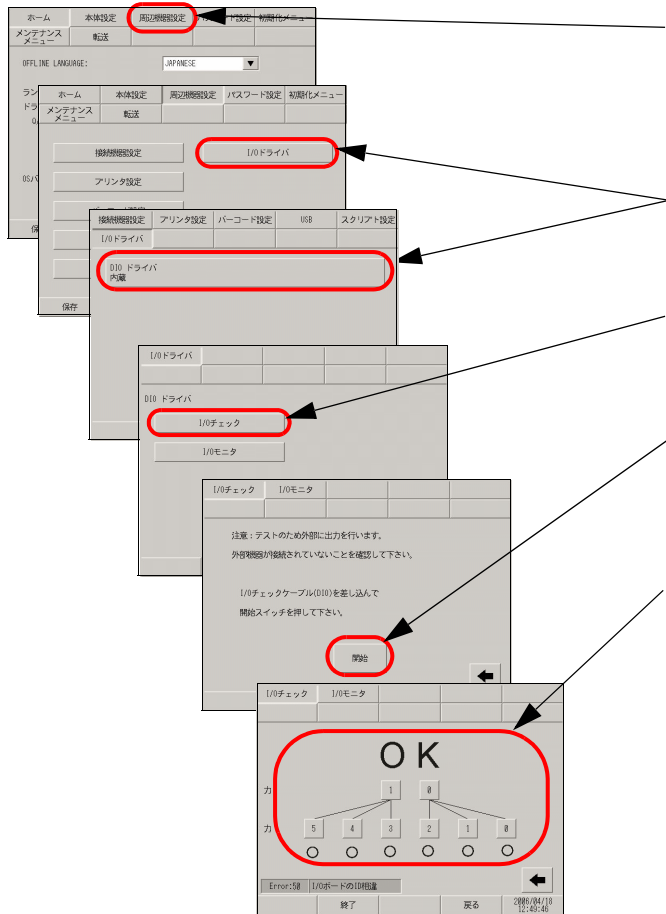 ホーム 本体設定 周辺機器設定 パスワード設定 初期化メニュー
メンテナンス
メニュー 転送
OFFLINE LANGUAGE: JAPANESE
ホーム 本体設定 周辺機器設定 パスワード設定 初期化メニュー
メンテナンス
メニュー 転送
接続機器設定 I/Oドライバ
プリンタ設定
保存
接続機器設定 プリンタ設定 バーコード設定 USB スクリプト設定
I/Oドライバ
DIO ドライバ
内蔵
I/Oドライバ
DIO ドライバ
I/Oチェック
I/Oモニタ
I/Oチェック I/Oモニタ
注意：テストのため外部に出力を行います。
外部機器が接続されていないことを確認して下さい。
I/Oチェックケーブル(DIO)を差し込んで
開始スイッチを押して下さい。
開始
I/Oチェック I/Oモニタ
OK
力 1 0
力 5 4 3 2 1 0
Error:50 I/OボードのID相違
終了 戻る 2006/04/18
12:49:46